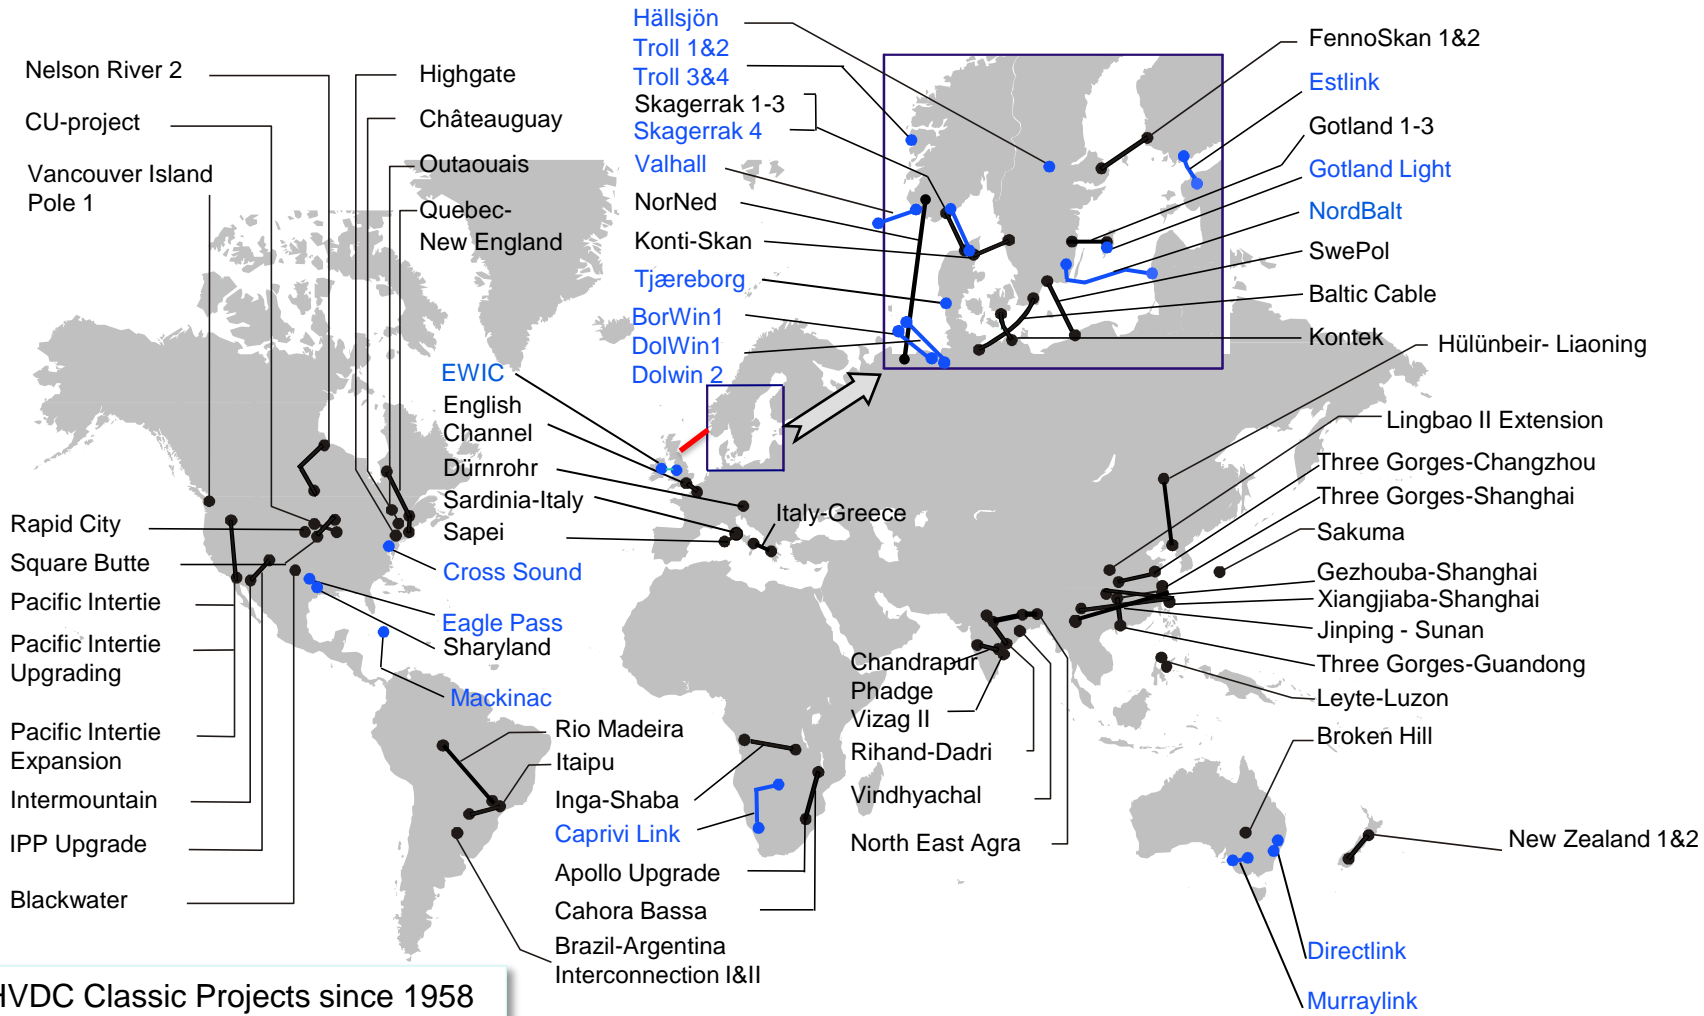 Nelson River 2
CU-project
Vancouver Island
Pole 1
Highgate
Châteauguay
Outaouais
Quebec-
New England
Hällsjön
Troll 1&2
Troll 3&4
Skagerrak 1-3
Skagerrak 4
Valhall
NorNed
Konti-Skan
Tjæreborg
BorWin1
DolWin1
Dolwin 2
FennoSkan 1&2
Estlink
Gotland 1-3
Gotland Light
NordBalt
SwePol
Baltic Cable
Kontek
Hülünbeir- Liaoning
Lingbao II Extension
Three Gorges-Changzhou
Three Gorges-Shanghai
Sakuma
Gezhouba-Shanghai
Xiangjiaba-Shanghai
Jinping - Sunan
Three Gorges-Guandong
Leyte-Luzon
Broken Hill
New Zealand 1&2
Directlink
Murraylink
EWIC
English
Channel
Dürnrohr
Sardinia-Italy
Sapei
Italy-Greece
Cross Sound
Eagle Pass
Sharyland
Mackinac
Rapid City
Square Butte
Pacific Intertie
Pacific Intertie
Upgrading
Pacific Intertie
Expansion
Intermountain
IPP Upgrade
Blackwater
Rio Madeira
Itaipu
Inga-Shaba
Caprivi Link
Apollo Upgrade
Cahora Bassa
Brazil-Argentina
Interconnection I&II
Chandrapur
Phadge
Vizag II
Rihand-Dadri
Vindhyachal
North East Agra
HVDC Classic Projects since 1958